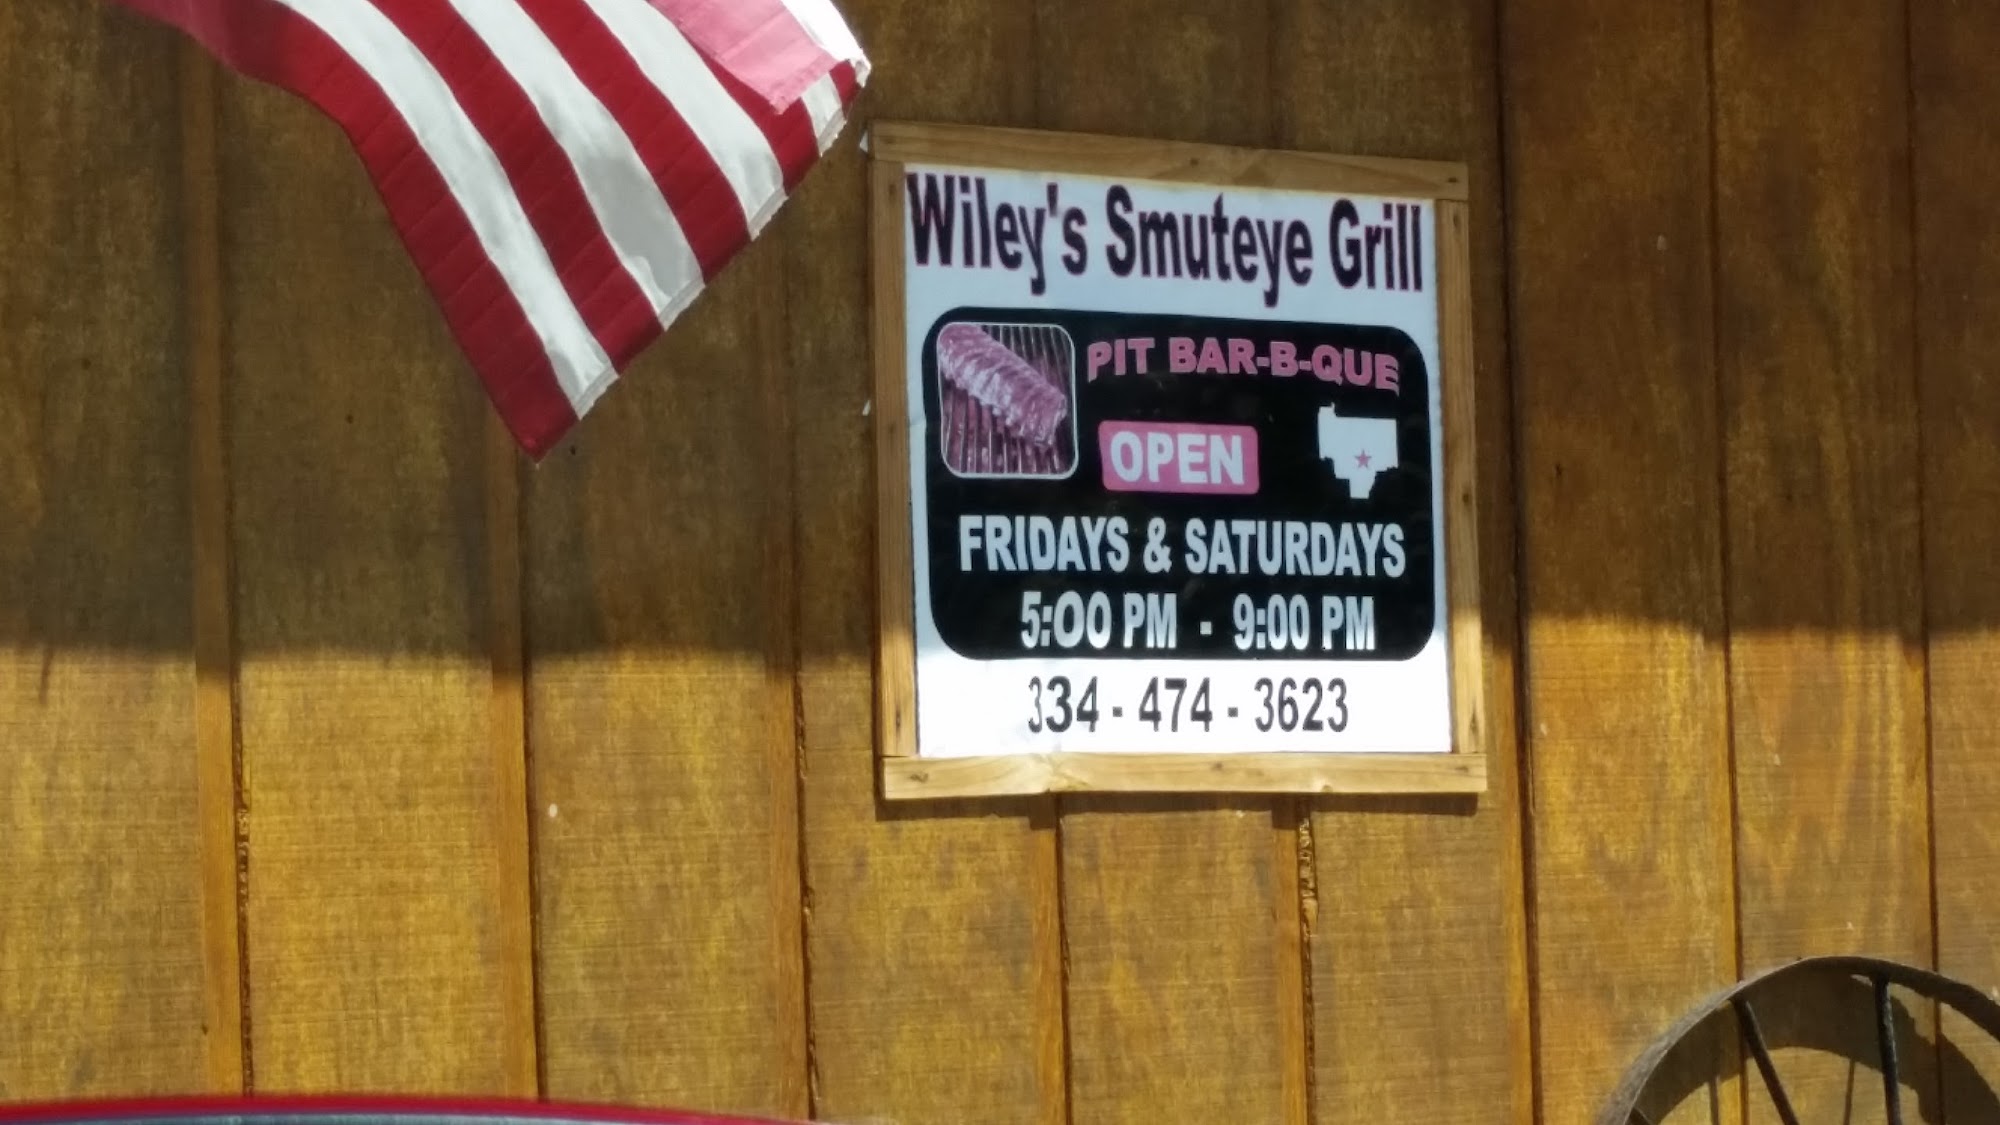 Wiley's Smuteye Grill
PIT BAR-B-QUE
OPEN
FRIDAYS & SATURDAYS
5:00 PM - 9:00 PM
334 - 474 - 3623